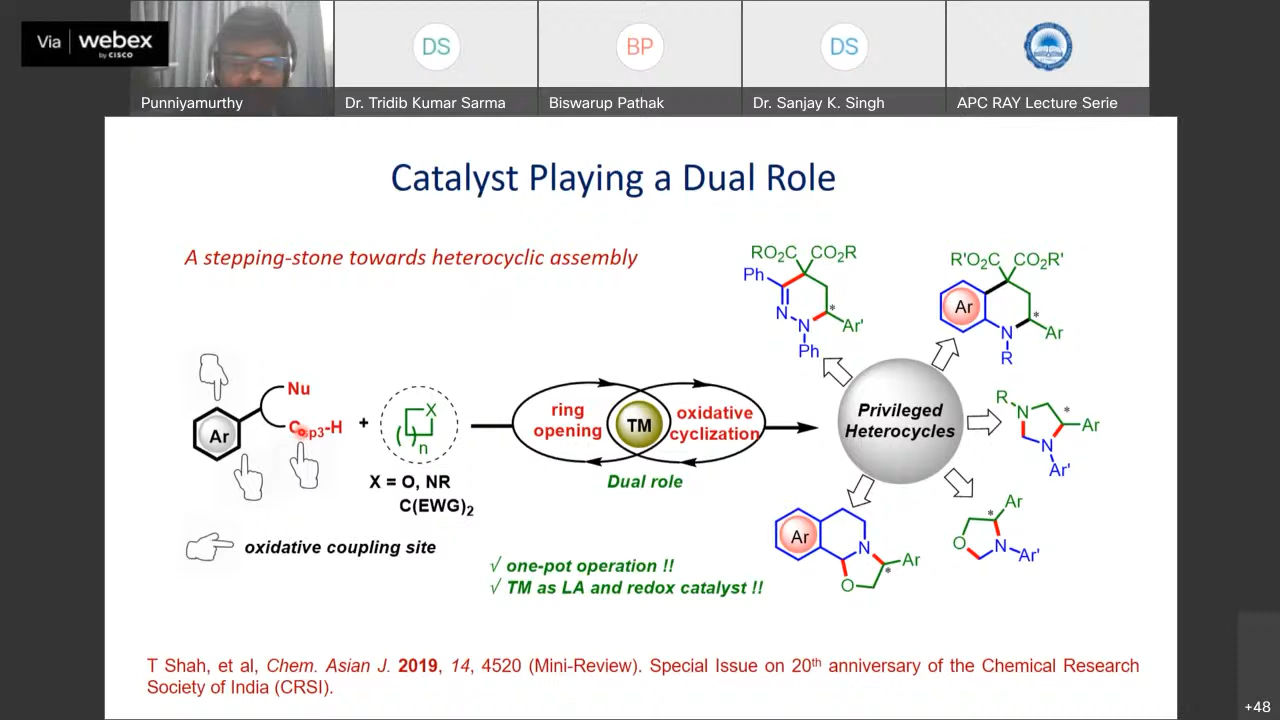 Via webex
by CISCO
Punniyamurthy
DS
Dr. Tridib Kumar Sarma
BP
Biswarup Pathak
DS
Dr. Sanjay K. Singh
APC RAY Lecture Serie
Catalyst Playing a Dual Role
A stepping-stone towards heterocyclic assembly
RO2C CO2R
Ph
N
N
Ar'
*
Ph
R'O2C CO2R'
Ar
*
N
Ar
R
Nu
Ar
Csp3-H
+
X
( )n
ring opening
TM
oxidative cyclization
Dual role
X = O, NR
C(EWG)2
Privileged
Heterocycles
R
N
*
Ar
N
Ar'
Ar
N
Ar
*
O
Ar
*
O
N
Ar'
oxidative coupling site
√ one-pot operation !!
√ TM as LA and redox catalyst !!
T Shah, et al, Chem. Asian J. 2019, 14, 4520 (Mini-Review). Special Issue on 20th anniversary of the Chemical Research
Society of India (CRSI).
+48